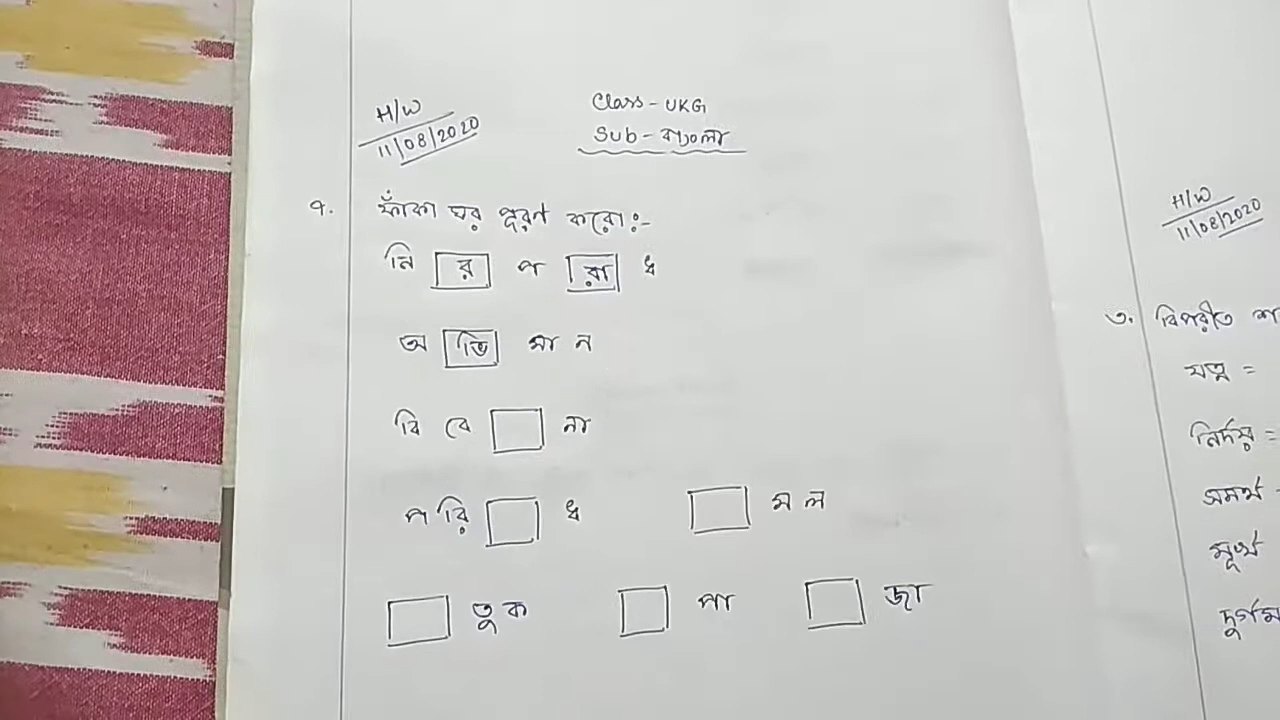 H/W
11/08/2020
Class - UKG
Sub - বাংলা
৭. ফাঁকা ঘর পূরণ করো:-
নি র প রা ধ
অ ভি মা ন
বি বে না
প রি ধ ম ল
তু ক পা জা
H/W
11/08/2020
৩. বিপরীত শ
যত্ন =
নির্দয় =
সমর্থ -
মূর্খ
দুর্গম